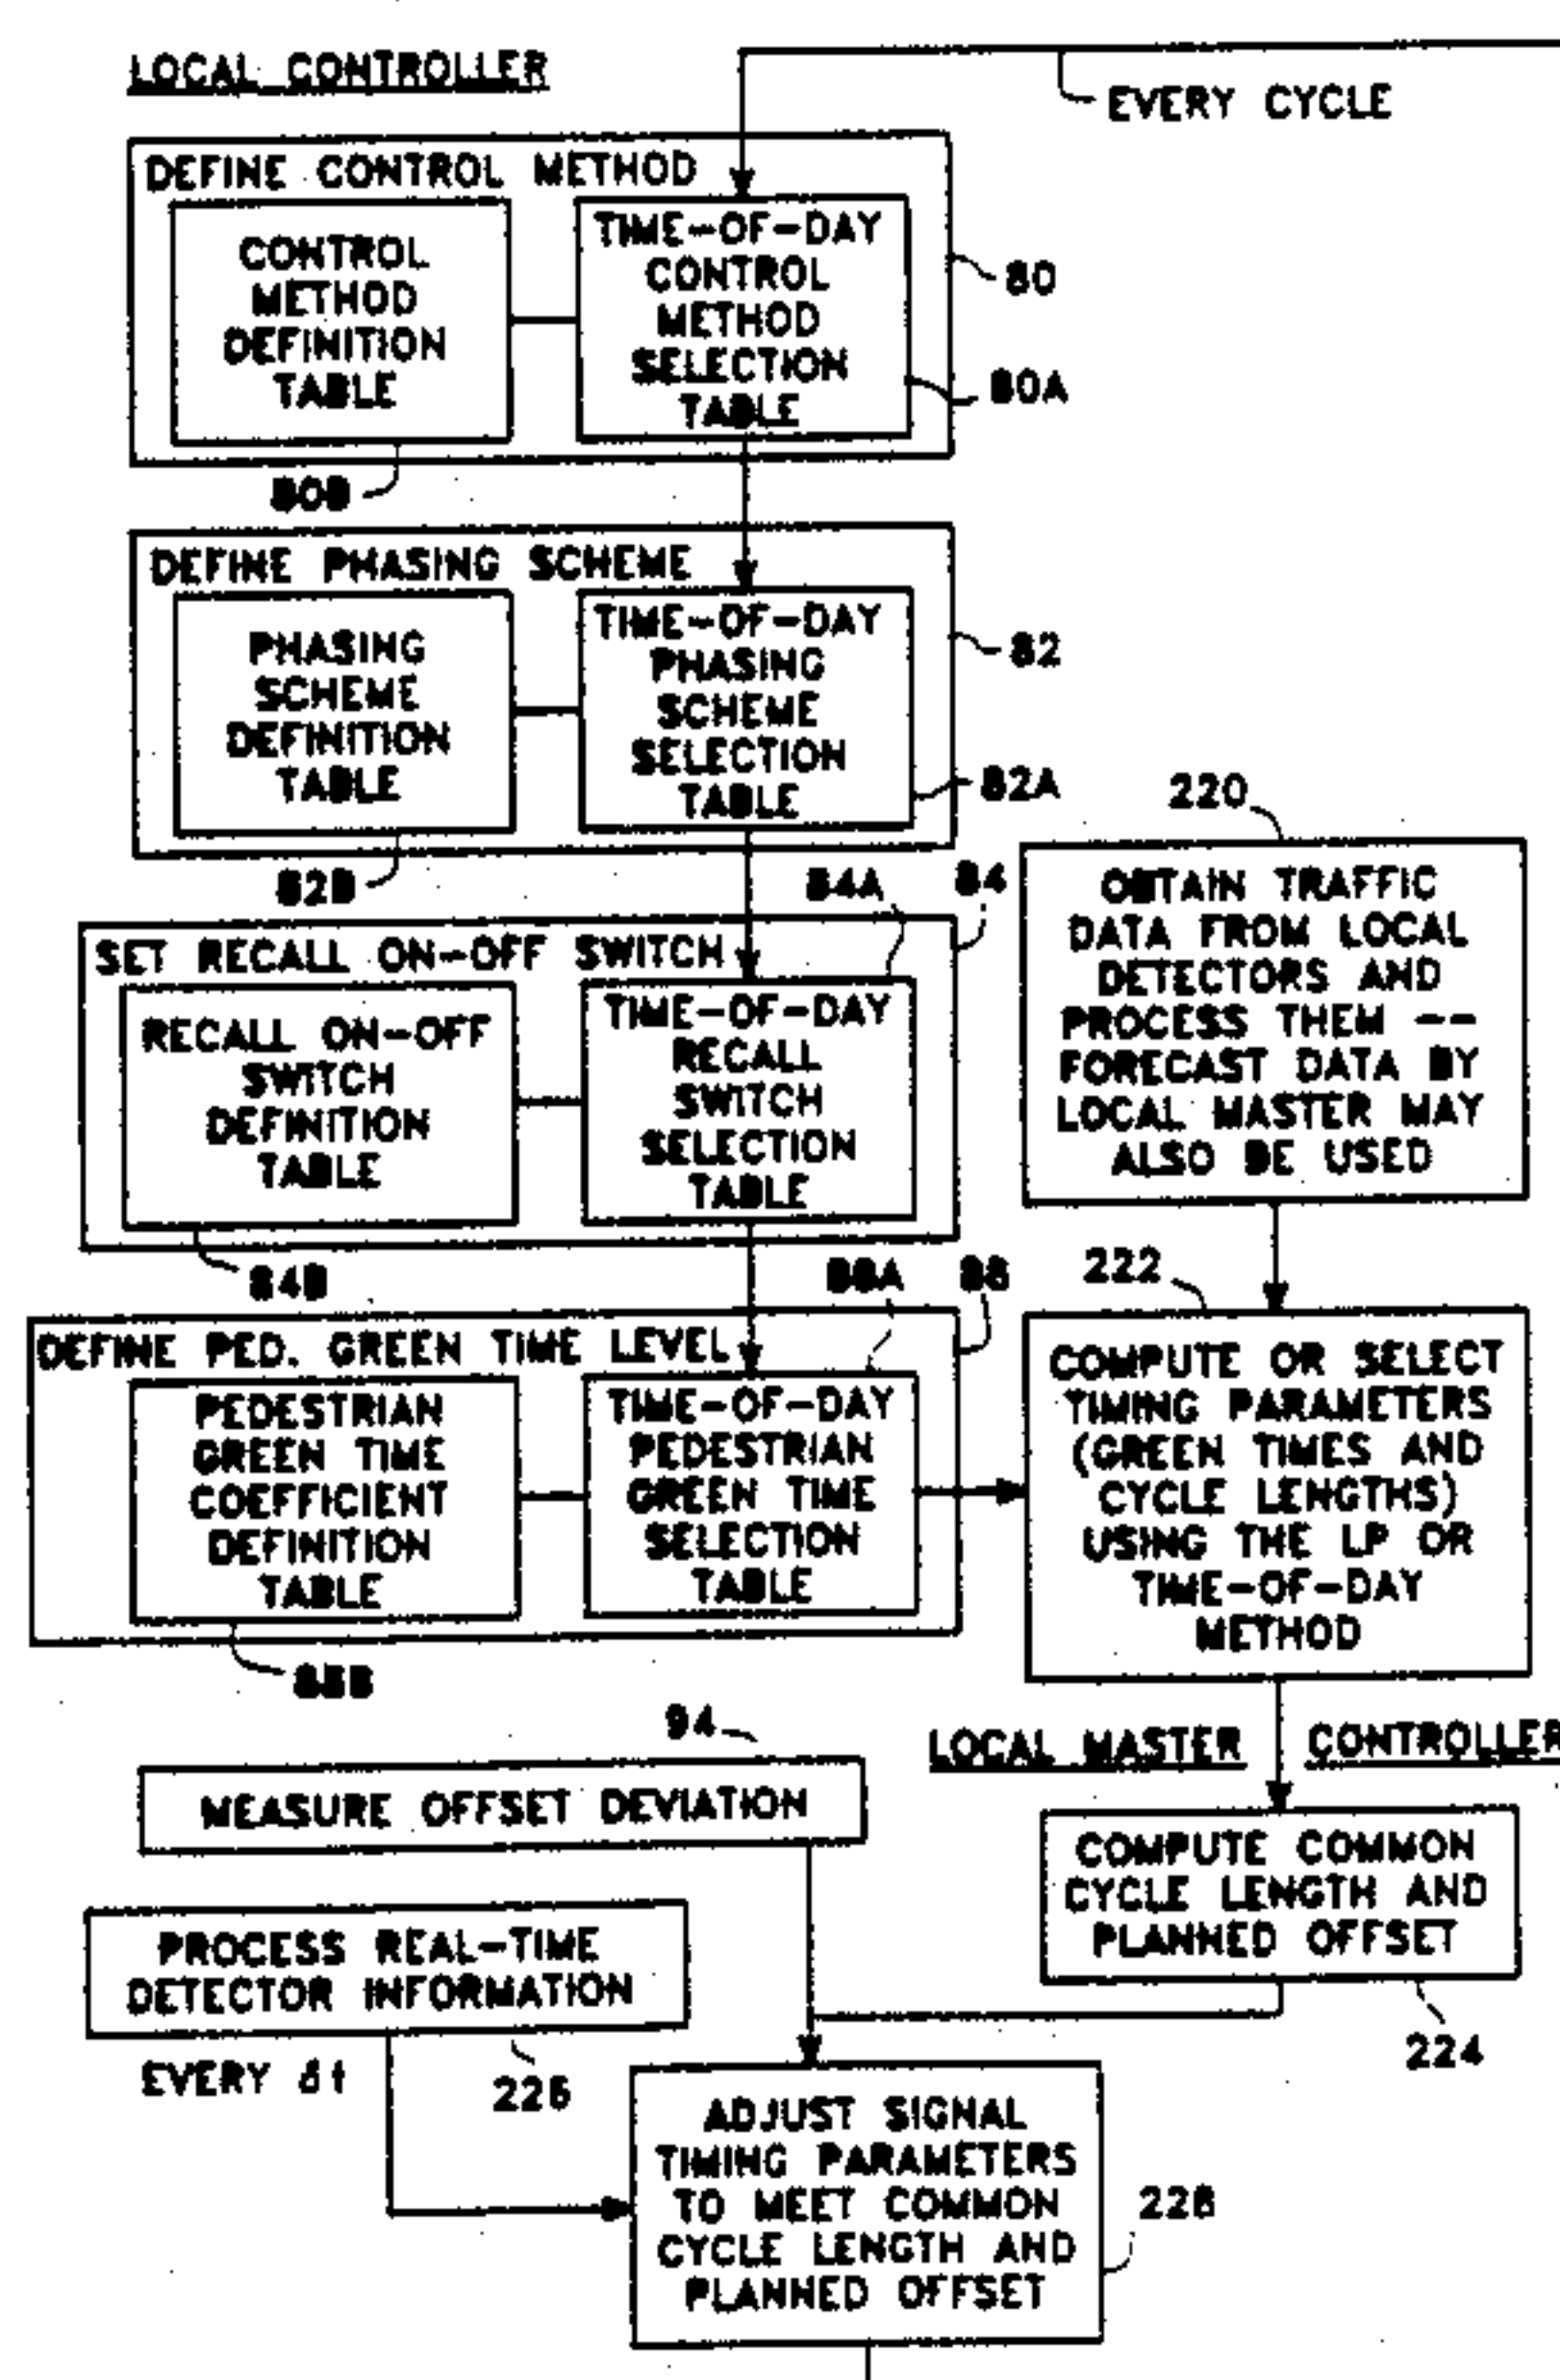 LOCAL CONTROLLER
EVERY CYCLE
DEFINE CONTROL METHOD
CONTROL
METHOD
DEFINITION
TABLE
TIME-OF-DAY
CONTROL
METHOD
SELECTION
TABLE
80
80A
80B
DEFINE PHASING SCHEME
PHASING
SCHEME
DEFINITION
TABLE
TIME-OF-DAY
PHASING
SCHEME
SELECTION
TABLE
82
82A
82B
84A
84
SET RECALL ON-OFF SWITCH
RECALL ON-OFF
SWITCH
DEFINITION
TABLE
TIME-OF-DAY
RECALL
SWITCH
SELECTION
TABLE
84B
220
OBTAIN TRAFFIC
DATA FROM LOCAL
DETECTORS AND
PROCESS THEM --
FORECAST DATA BY
LOCAL MASTER MAY
ALSO BE USED
DEFINE PED. GREEN TIME LEVEL
PEDESTRIAN
GREEN TIME
COEFFICIENT
DEFINITION
TABLE
TIME-OF-DAY
PEDESTRIAN
GREEN TIME
SELECTION
TABLE
222
COMPUTE OR SELECT
TIMING PARAMETERS
(GREEN TIMES AND
CYCLE LENGTHS)
USING THE LP OR
TIME-OF-DAY
METHOD
94
MEASURE OFFSET DEVIATION
LOCAL MASTER CONTROLLER
COMPUTE COMMON
CYCLE LENGTH AND
PLANNED OFFSET
224
PROCESS REAL-TIME
DETECTOR INFORMATION
EVERY δt
ADJUST SIGNAL
TIMING PARAMETERS
TO MEET COMMON
CYCLE LENGTH AND
PLANNED OFFSET
228